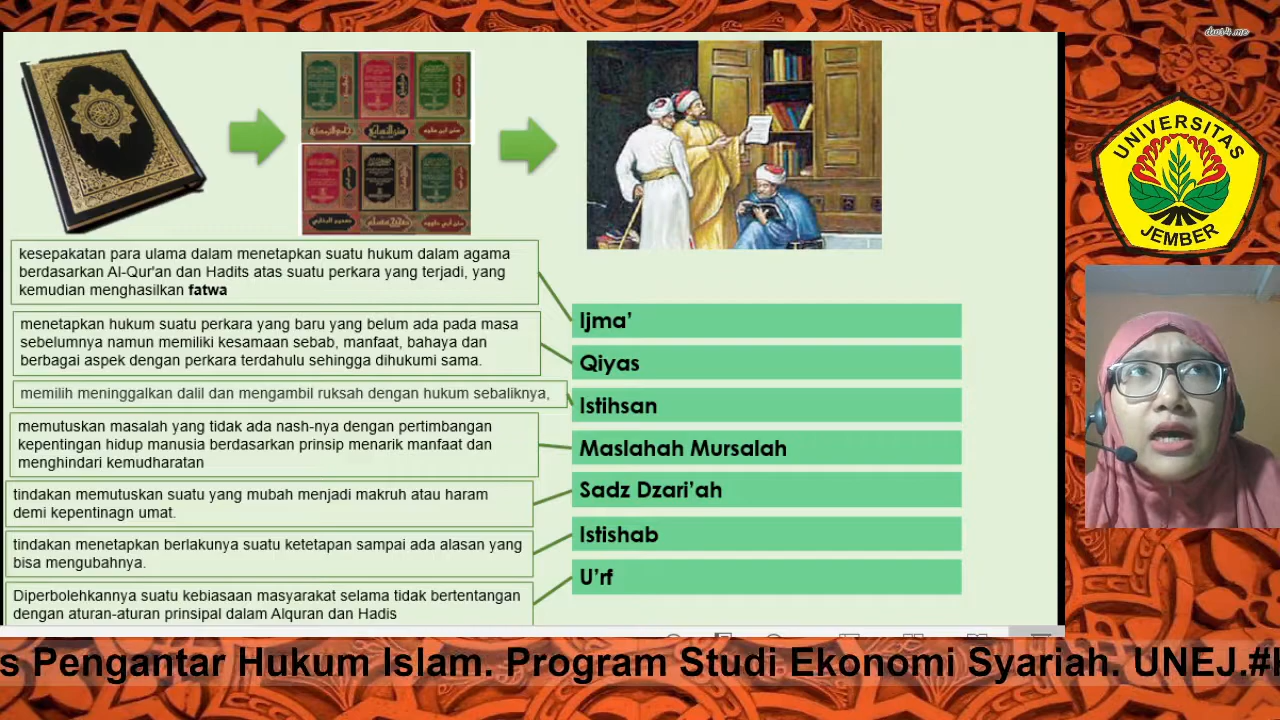 dws4.me
UNIVERSITAS
JEMBER
kesepakatan para ulama dalam menetapkan suatu hukum dalam agama
berdasarkan Al-Qur'an dan Hadits atas suatu perkara yang terjadi, yang
kemudian menghasilkan fatwa
menetapkan hukum suatu perkara yang baru yang belum ada pada masa
sebelumnya namun memiliki kesamaan sebab, manfaat, bahaya dan
berbagai aspek dengan perkara terdahulu sehingga dihukumi sama.
memilih meninggalkan dalil dan mengambil ruksah dengan hukum sebaliknya,
memutuskan masalah yang tidak ada nash-nya dengan pertimbangan
kepentingan hidup manusia berdasarkan prinsip menarik manfaat dan
menghindari kemudharatan
tindakan memutuskan suatu yang mubah menjadi makruh atau haram
demi kepentinagn umat.
tindakan menetapkan berlakunya suatu ketetapan sampai ada alasan yang
bisa mengubahnya.
Diperbolehkannya suatu kebiasaan masyarakat selama tidak bertentangan
dengan aturan-aturan prinsipal dalam Alquran dan Hadis
Ijma’
Qiyas
Istihsan
Maslahah Mursalah
Sadz Dzari’ah
Istishab
U’rf
s Pengantar Hukum Islam. Program Studi Ekonomi Syariah. UNEJ.#